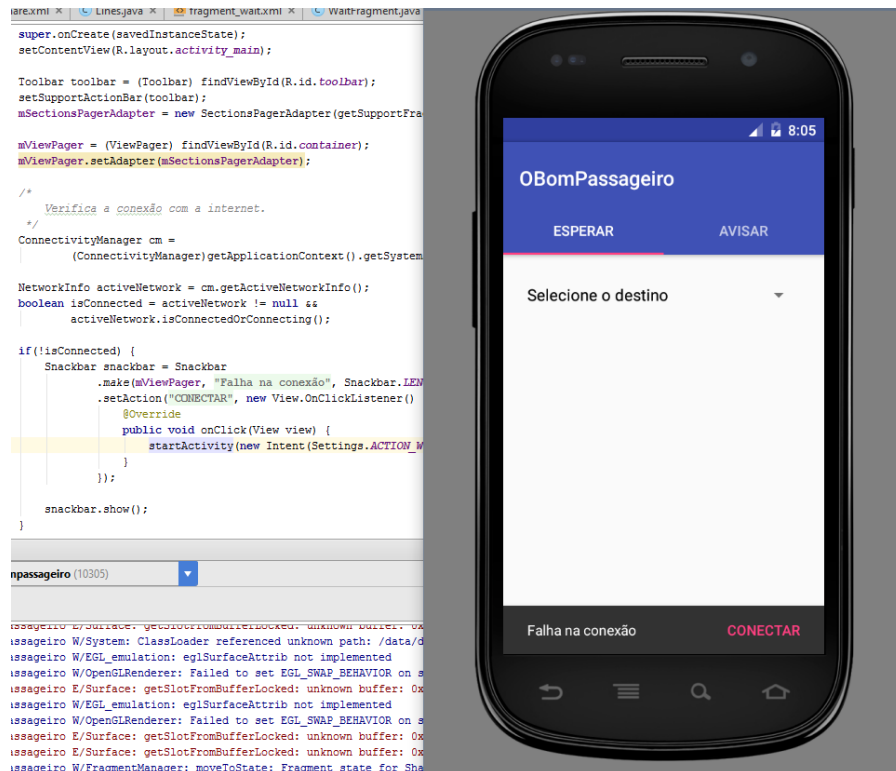 are.xml × Lines.java × fragment_wait.xml × WaitFragment.java
super.onCreate(savedInstanceState);
setContentView(R.layout.activity_main);
Toolbar toolbar = (Toolbar) findViewById(R.id.toolbar);
setSupportActionBar(toolbar);
mSectionsPagerAdapter = new SectionsPagerAdapter(getSupportFra
mViewPager = (ViewPager) findViewById(R.id.container);
mViewPager.setAdapter(mSectionsPagerAdapter);
/*
Verifica a conexão com a internet.
*/
ConnectivityManager cm =
(ConnectivityManager)getApplicationContext().getSystem
NetworkInfo activeNetwork = cm.getActiveNetworkInfo();
boolean isConnected = activeNetwork != null &&
activeNetwork.isConnectedOrConnecting();
if(!isConnected) {
Snackbar snackbar = Snackbar
.make(mViewPager, "Falha na conexão", Snackbar.LEN
.setAction("CONECTAR", new View.OnClickListener()
@Override
public void onClick(View view) {
startActivity(new Intent(Settings.ACTION_W
}
});
snackbar.show();
}
npassageiro (10305)
assageiro E/Surface: getSlotFromBufferLocked: unknown buffer: 0x
assageiro W/System: ClassLoader referenced unknown path: /data/d
assageiro W/EGL_emulation: eglSurfaceAttrib not implemented
assageiro W/OpenGLRenderer: Failed to set EGL_SWAP_BEHAVIOR on s
assageiro E/Surface: getSlotFromBufferLocked: unknown buffer: 0x
assageiro W/EGL_emulation: eglSurfaceAttrib not implemented
assageiro W/OpenGLRenderer: Failed to set EGL_SWAP_BEHAVIOR on s
assageiro E/Surface: getSlotFromBufferLocked: unknown buffer: 0x
assageiro E/Surface: getSlotFromBufferLocked: unknown buffer: 0x
assageiro W/FragmentManager: moveToState: Fragment state for Sha
8:05
OBomPassageiro
ESPERAR AVISAR
Selecione o destino
Falha na conexão CONECTAR